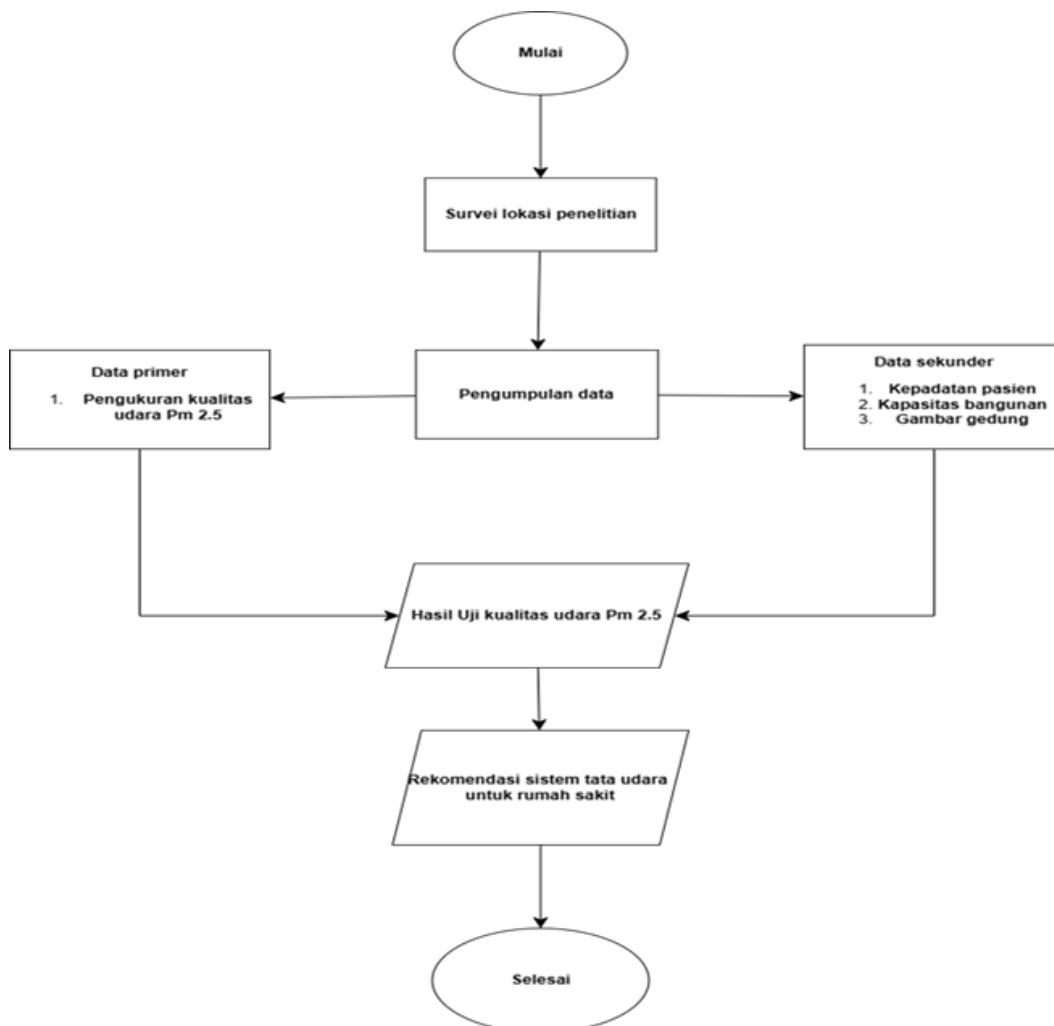 Mulai
Survei lokasi penelitian
Data primer
1. Pengukuran kualitas
udara Pm 2.5
Pengumpulan data
Data sekunder
1. Kepadatan pasien
2. Kapasitas bangunan
3. Gambar gedung
Hasil Uji kualitas udara Pm 2.5
Rekomendasi sistem tata udara
untuk rumah sakit
Selesai